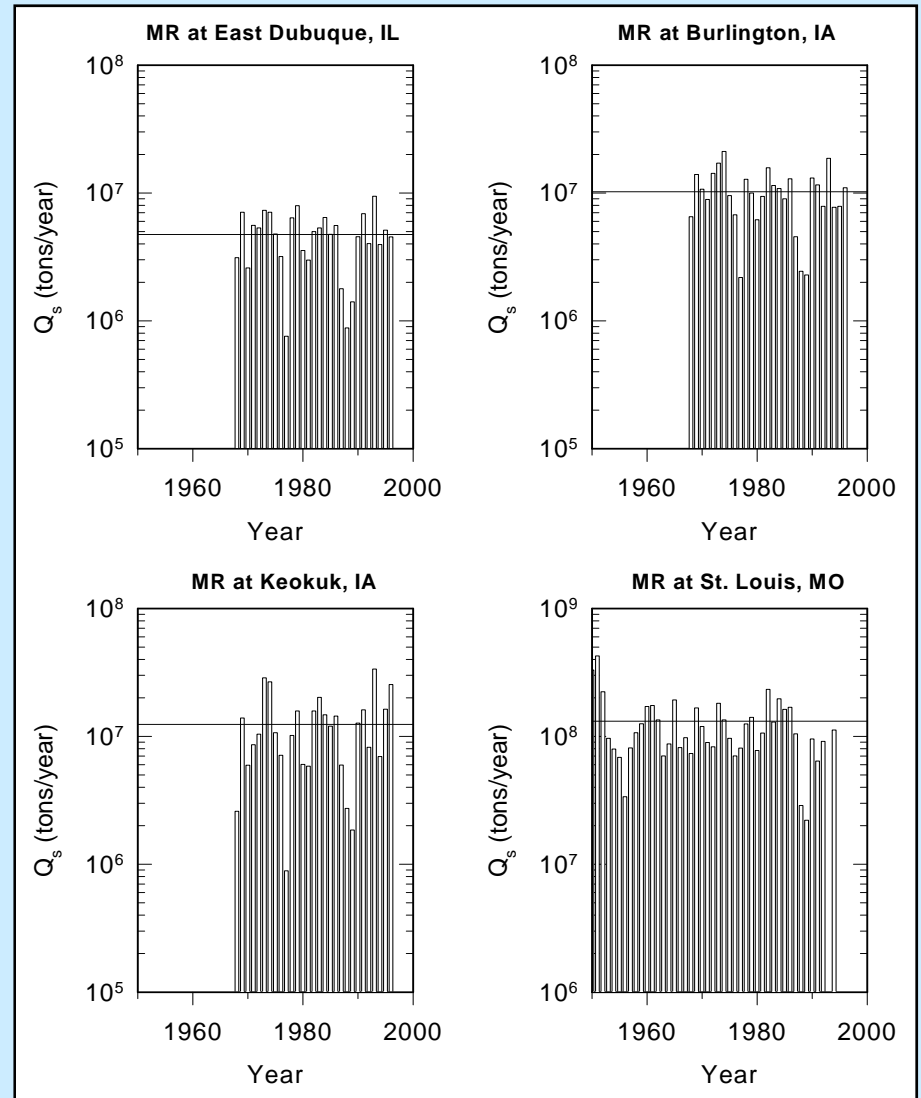 MR at East Dubuque, IL
10⁸
10⁷
10⁶
10⁵
Qₛ (tons/year)
1960 1980 2000
Year
MR at Burlington, IA
10⁸
10⁷
10⁶
10⁵
Qₛ (tons/year)
1960 1980 2000
Year
MR at Keokuk, IA
10⁸
10⁷
10⁶
10⁵
Qₛ (tons/year)
1960 1980 2000
Year
MR at St. Louis, MO
10⁹
10⁸
10⁷
10⁶
Qₛ (tons/year)
1960 1980 2000
Year